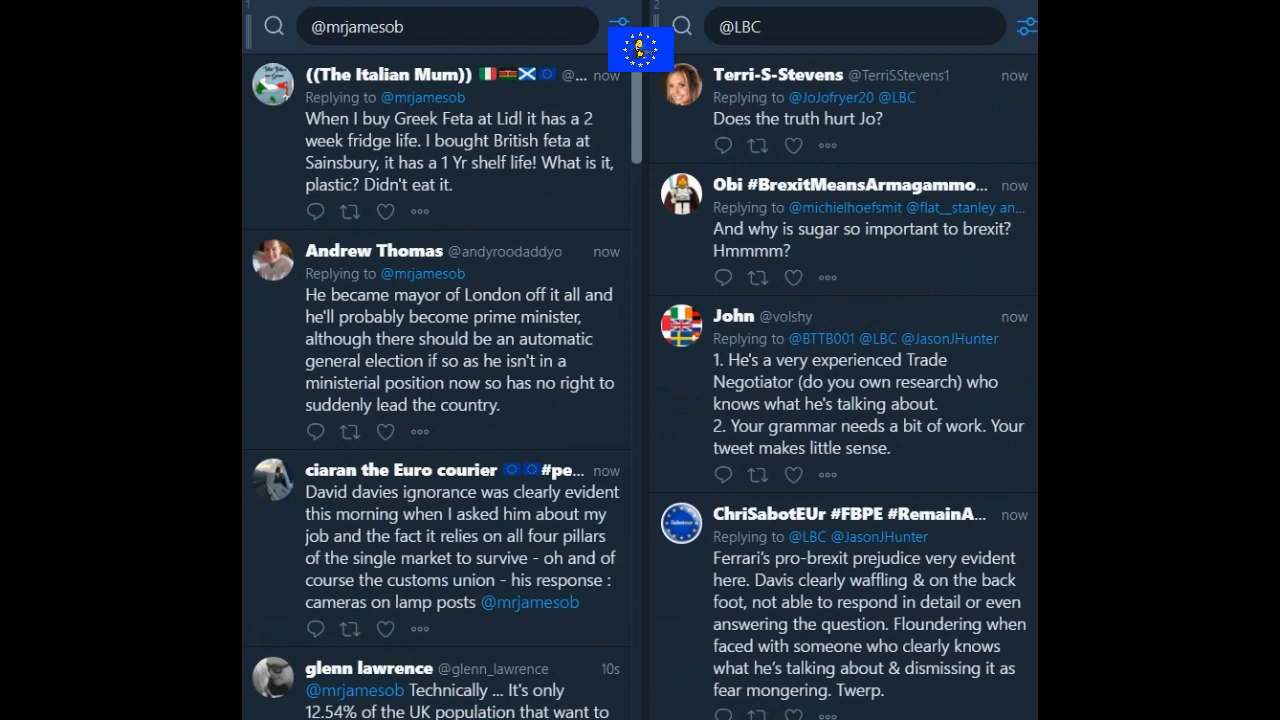 1
@mrjamesob
((The Italian Mum)) @... now
Replying to @mrjamesob
When I buy Greek Feta at Lidl it has a 2
week fridge life. I bought British feta at
Sainsbury, it has a 1 Yr shelf life! What is it,
plastic? Didn't eat it.
Andrew Thomas @andyroodaddyo now
Replying to @mrjamesob
He became mayor of London off it all and
he'll probably become prime minister,
although there should be an automatic
general election if so as he isn't in a
ministerial position now so has no right to
suddenly lead the country.
ciaran the Euro courier #pe... now
David davies ignorance was clearly evident
this morning when I asked him about my
job and the fact it relies on all four pillars
of the single market to survive - oh and of
course the customs union - his response :
cameras on lamp posts @mrjamesob
glenn lawrence @glenn_lawrence 10s
@mrjamesob Technically ... It's only
12.54% of the UK population that want to
2
@LBC
Terri-S-Stevens @TerriSStevens1 now
Replying to @JoJofryer20 @LBC
Does the truth hurt Jo?
Obi #BrexitMeansArmagammo... now
Replying to @michielhoefsmit @flat__stanley an...
And why is sugar so important to brexit?
Hmmmm?
John @volshy now
Replying to @BTTB001 @LBC @JasonJHunter
1. He's a very experienced Trade
Negotiator (do you own research) who
knows what he's talking about.
2. Your grammar needs a bit of work. Your
tweet makes little sense.
ChriSabotEUr #FBPE #RemainA... now
Replying to @LBC @JasonJHunter
Ferrari's pro-brexit prejudice very evident
here. Davis clearly waffling & on the back
foot, not able to respond in detail or even
answering the question. Floundering when
faced with someone who clearly knows
what he's talking about & dismissing it as
fear mongering. Twerp.